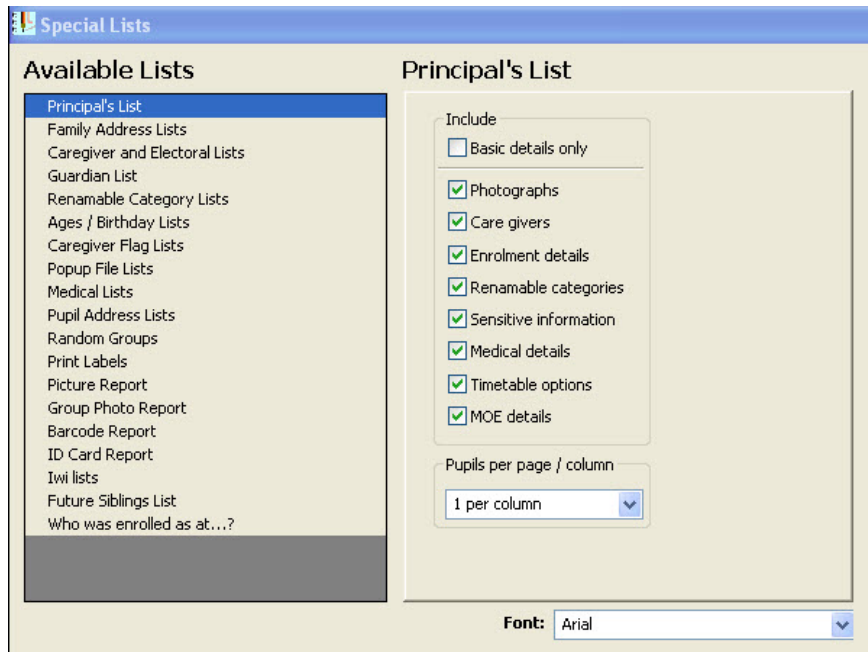 Special Lists
Available Lists
Principal's List
Family Address Lists
Caregiver and Electoral Lists
Guardian List
Renamable Category Lists
Ages / Birthday Lists
Caregiver Flag Lists
Popup File Lists
Medical Lists
Pupil Address Lists
Random Groups
Print Labels
Picture Report
Group Photo Report
Barcode Report
ID Card Report
Iwi lists
Future Siblings List
Who was enrolled as at...?
Principal's List
Include
Basic details only
Photographs
Care givers
Enrolment details
Renamable categories
Sensitive information
Medical details
Timetable options
MOE details
Pupils per page / column
1 per column
Font: Arial